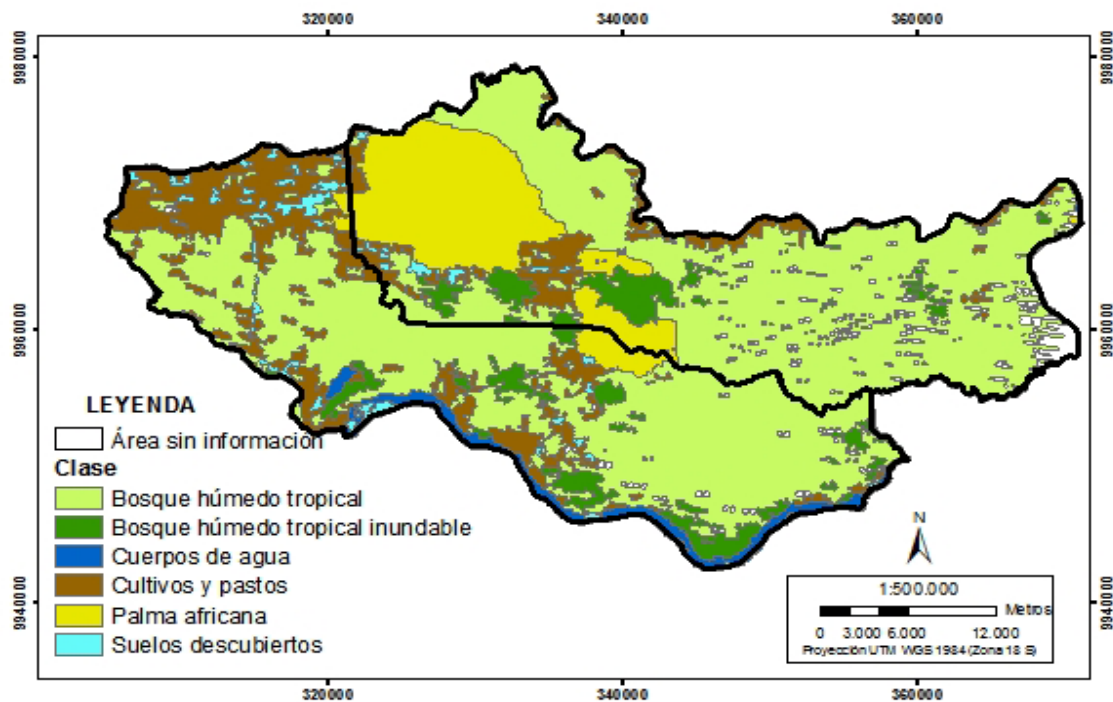 320000 340000 360000
9980000 9980000
9960000 9960000
9940000 9940000
LEYENDA
Área sin información
Clase
Bosque húmedo tropical
Bosque húmedo tropical inundable
Cuerpos de agua
Cultivos y pastos
Palma africana
Suelos descubiertos
N
1:500.000
Metros
0 3.000 6.000 12.000
Proyección UTM WGS 1984 (Zona 18 S)
320000 340000 360000